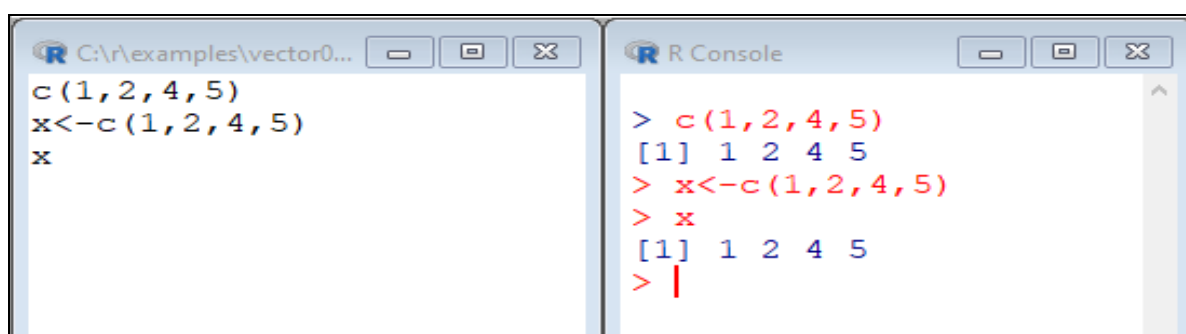 C:\r\examples\vector0...
c(1,2,4,5)
x<-c(1,2,4,5)
x
R Console
> c(1,2,4,5)
[1] 1 2 4 5
> x<-c(1,2,4,5)
> x
[1] 1 2 4 5
>